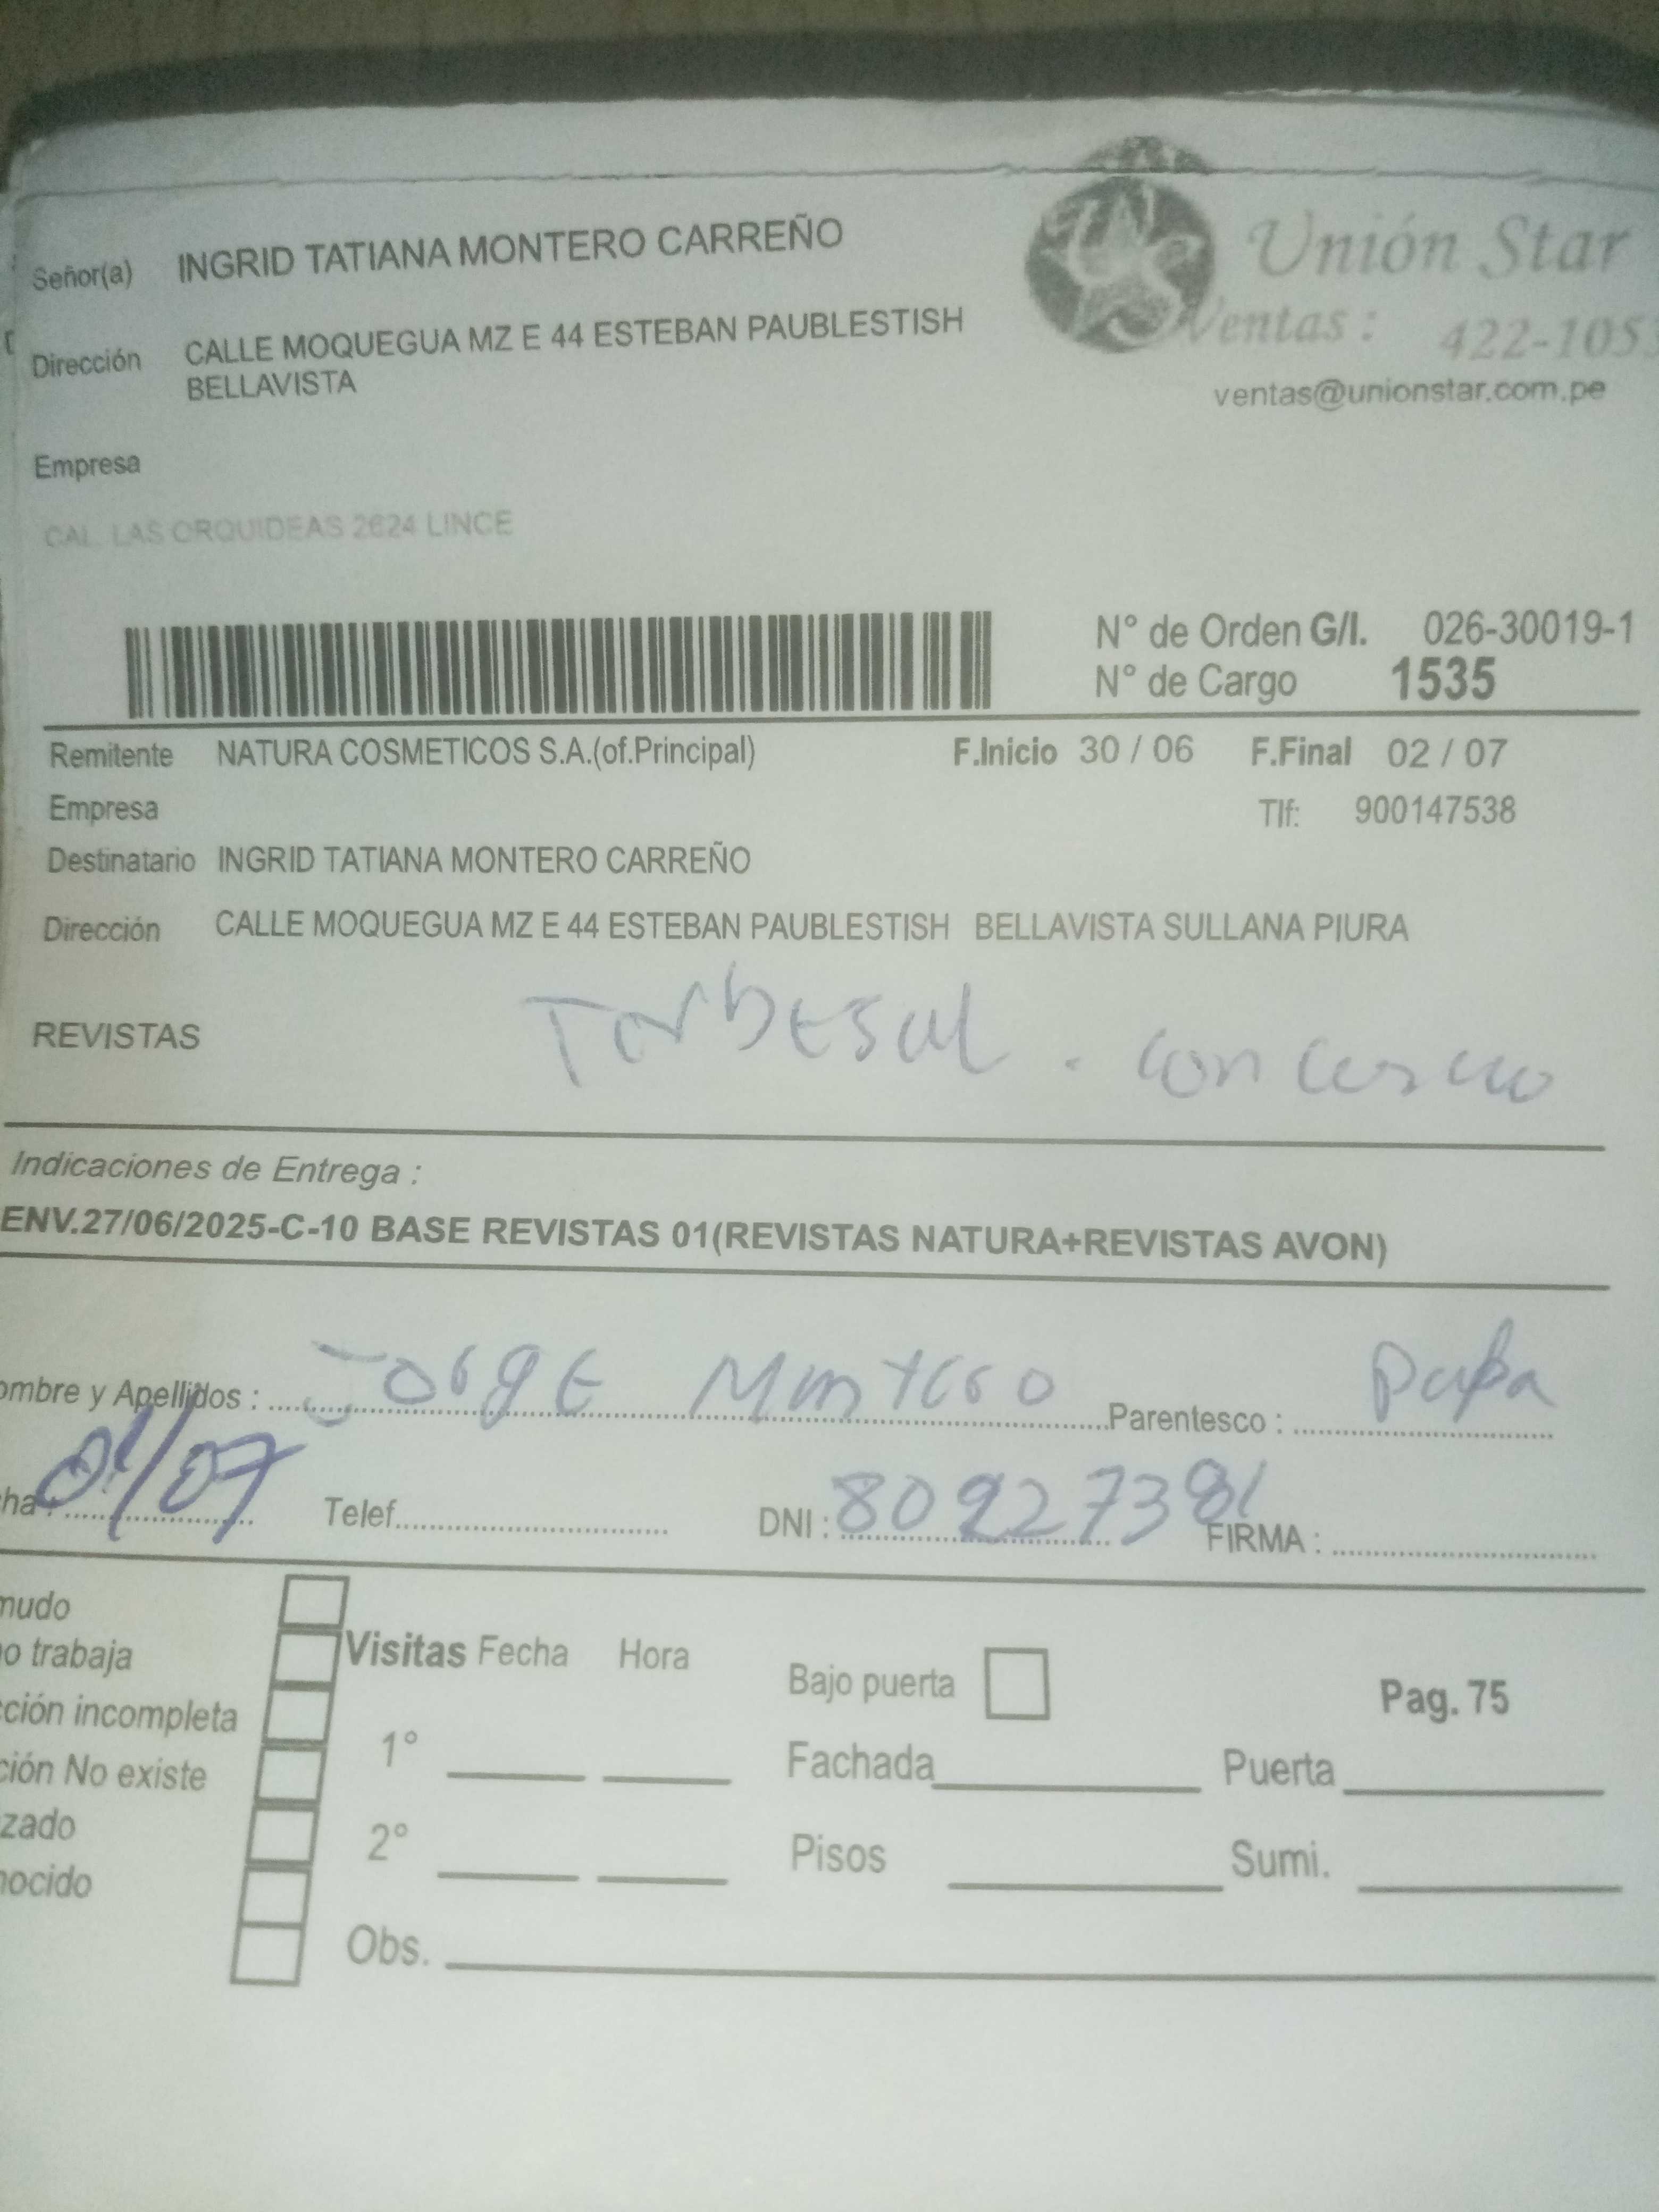 Señor(a) INGRID TATIANA MONTERO CARREÑO
Unión Star
Dirección CALLE MOQUEGUA MZ E 44 ESTEBAN PAUBLESTISH
BELLAVISTA
Ventas : 422-1053
ventas@unionstar.com.pe
Empresa
CAL. LAS ORQUIDEAS 2624 LINCE
N° de Orden G/I. 026-30019-1
N° de Cargo 1535
Remitente NATURA COSMETICOS S.A.(of.Principal) F.Inicio 30 / 06 F.Final 02 / 07
Empresa Tlf: 900147538
Destinatario INGRID TATIANA MONTERO CARREÑO
Dirección CALLE MOQUEGUA MZ E 44 ESTEBAN PAUBLESTISH BELLAVISTA SULLANA PIURA
REVISTAS
Indicaciones de Entrega :
ENV.27/06/2025-C-10 BASE REVISTAS 01(REVISTAS NATURA+REVISTAS AVON)
ombre y Apellidos : Jorge Montero Parentesco : Papa
ha : 01/07 Telef. DNI : 80227381 FIRMA :
mudo
o trabaja
Visitas Fecha Hora
Bajo puerta
Pag. 75
cción incompleta
1°
Fachada Puerta
ción No existe
zado
2°
Pisos Sumi.
nocido
Obs.